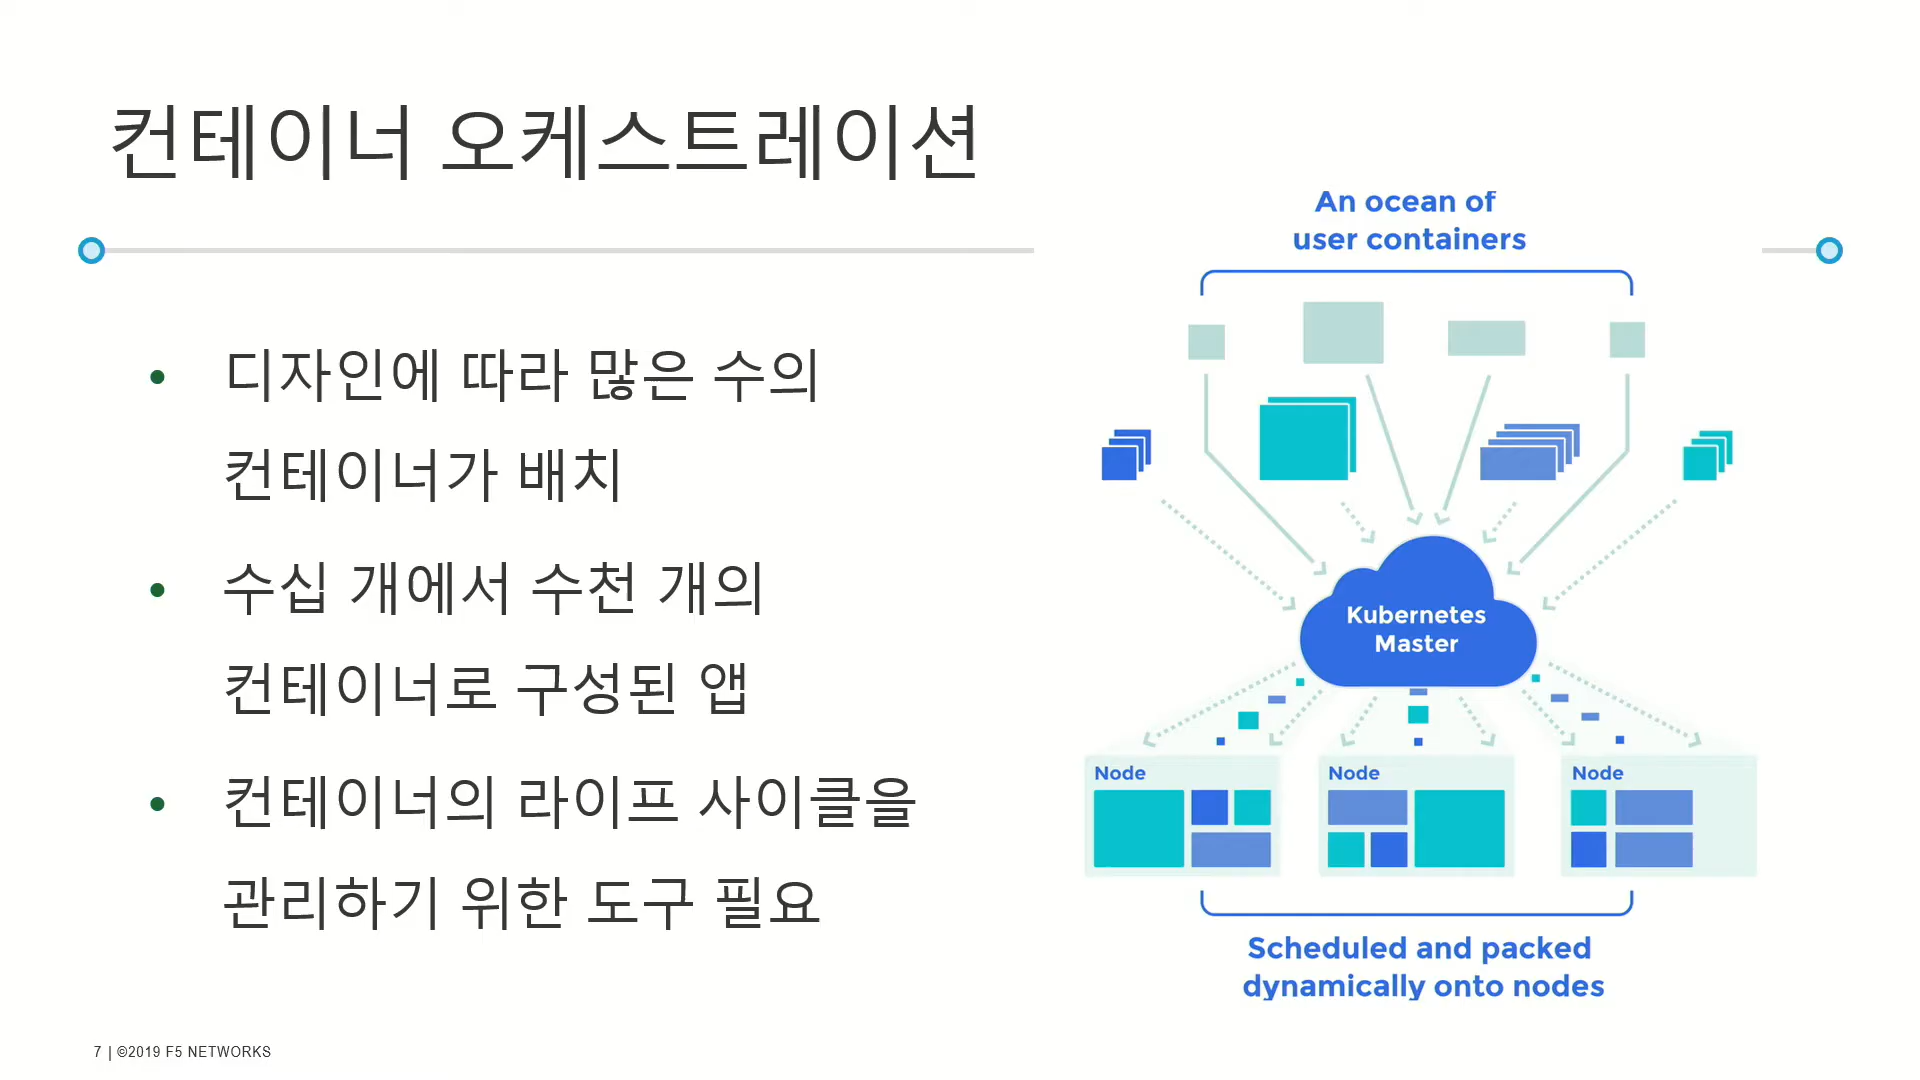 컨테이너 오케스트레이션
• 디자인에 따라 많은 수의
컨테이너가 배치
• 수십 개에서 수천 개의
컨테이너로 구성된 앱
• 컨테이너의 라이프 사이클을
관리하기 위한 도구 필요
An ocean of
user containers
Kubernetes
Master
Node
Node
Node
Scheduled and packed
dynamically onto nodes
7 | ©2019 F5 NETWORKS